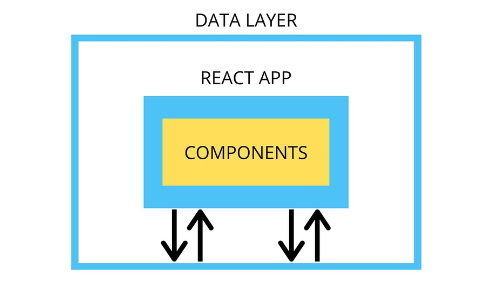 DATA LAYER
REACT APP
COMPONENTS